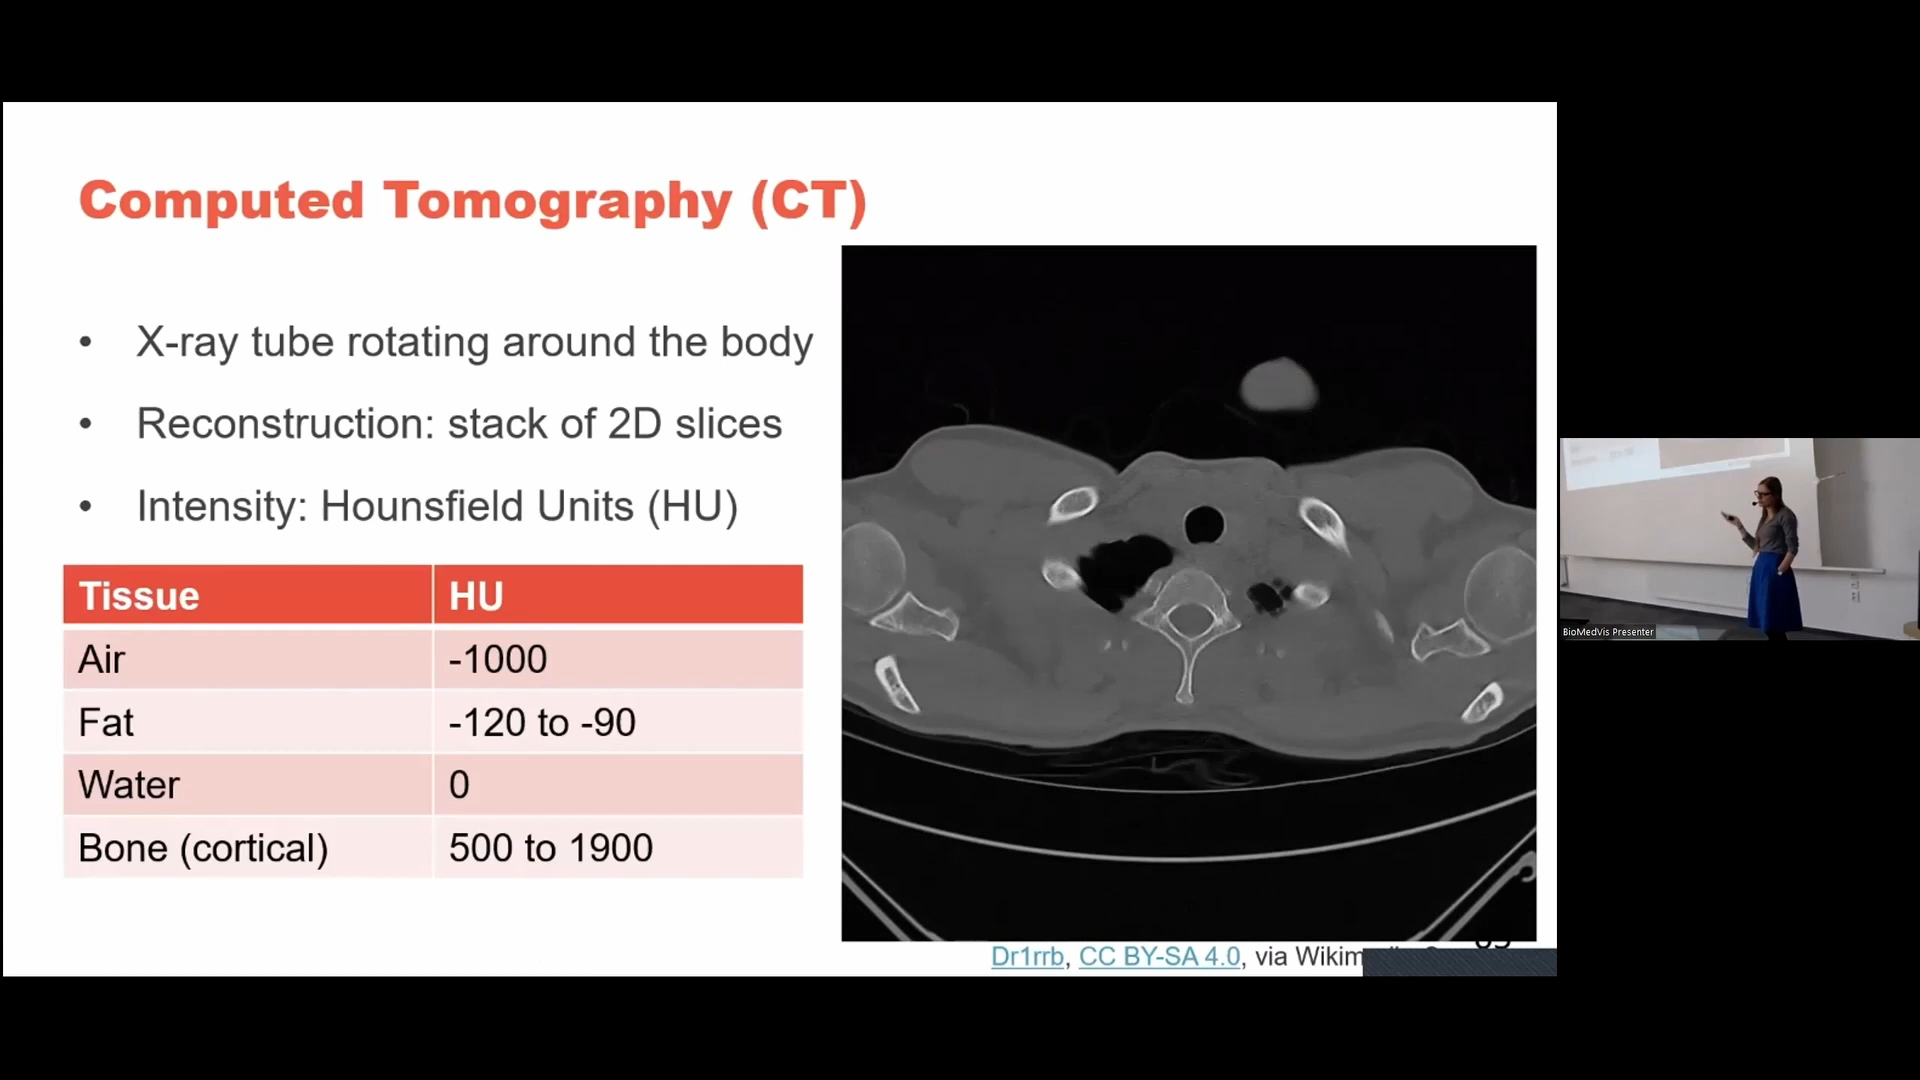 Computed Tomography (CT)
• X-ray tube rotating around the body
• Reconstruction: stack of 2D slices
• Intensity: Hounsfield Units (HU)
Tissue HU
Air -1000
Fat -120 to -90
Water 0
Bone (cortical) 500 to 1900
Dr1rrb, CC BY-SA 4.0, via
BioMedVis Presenter